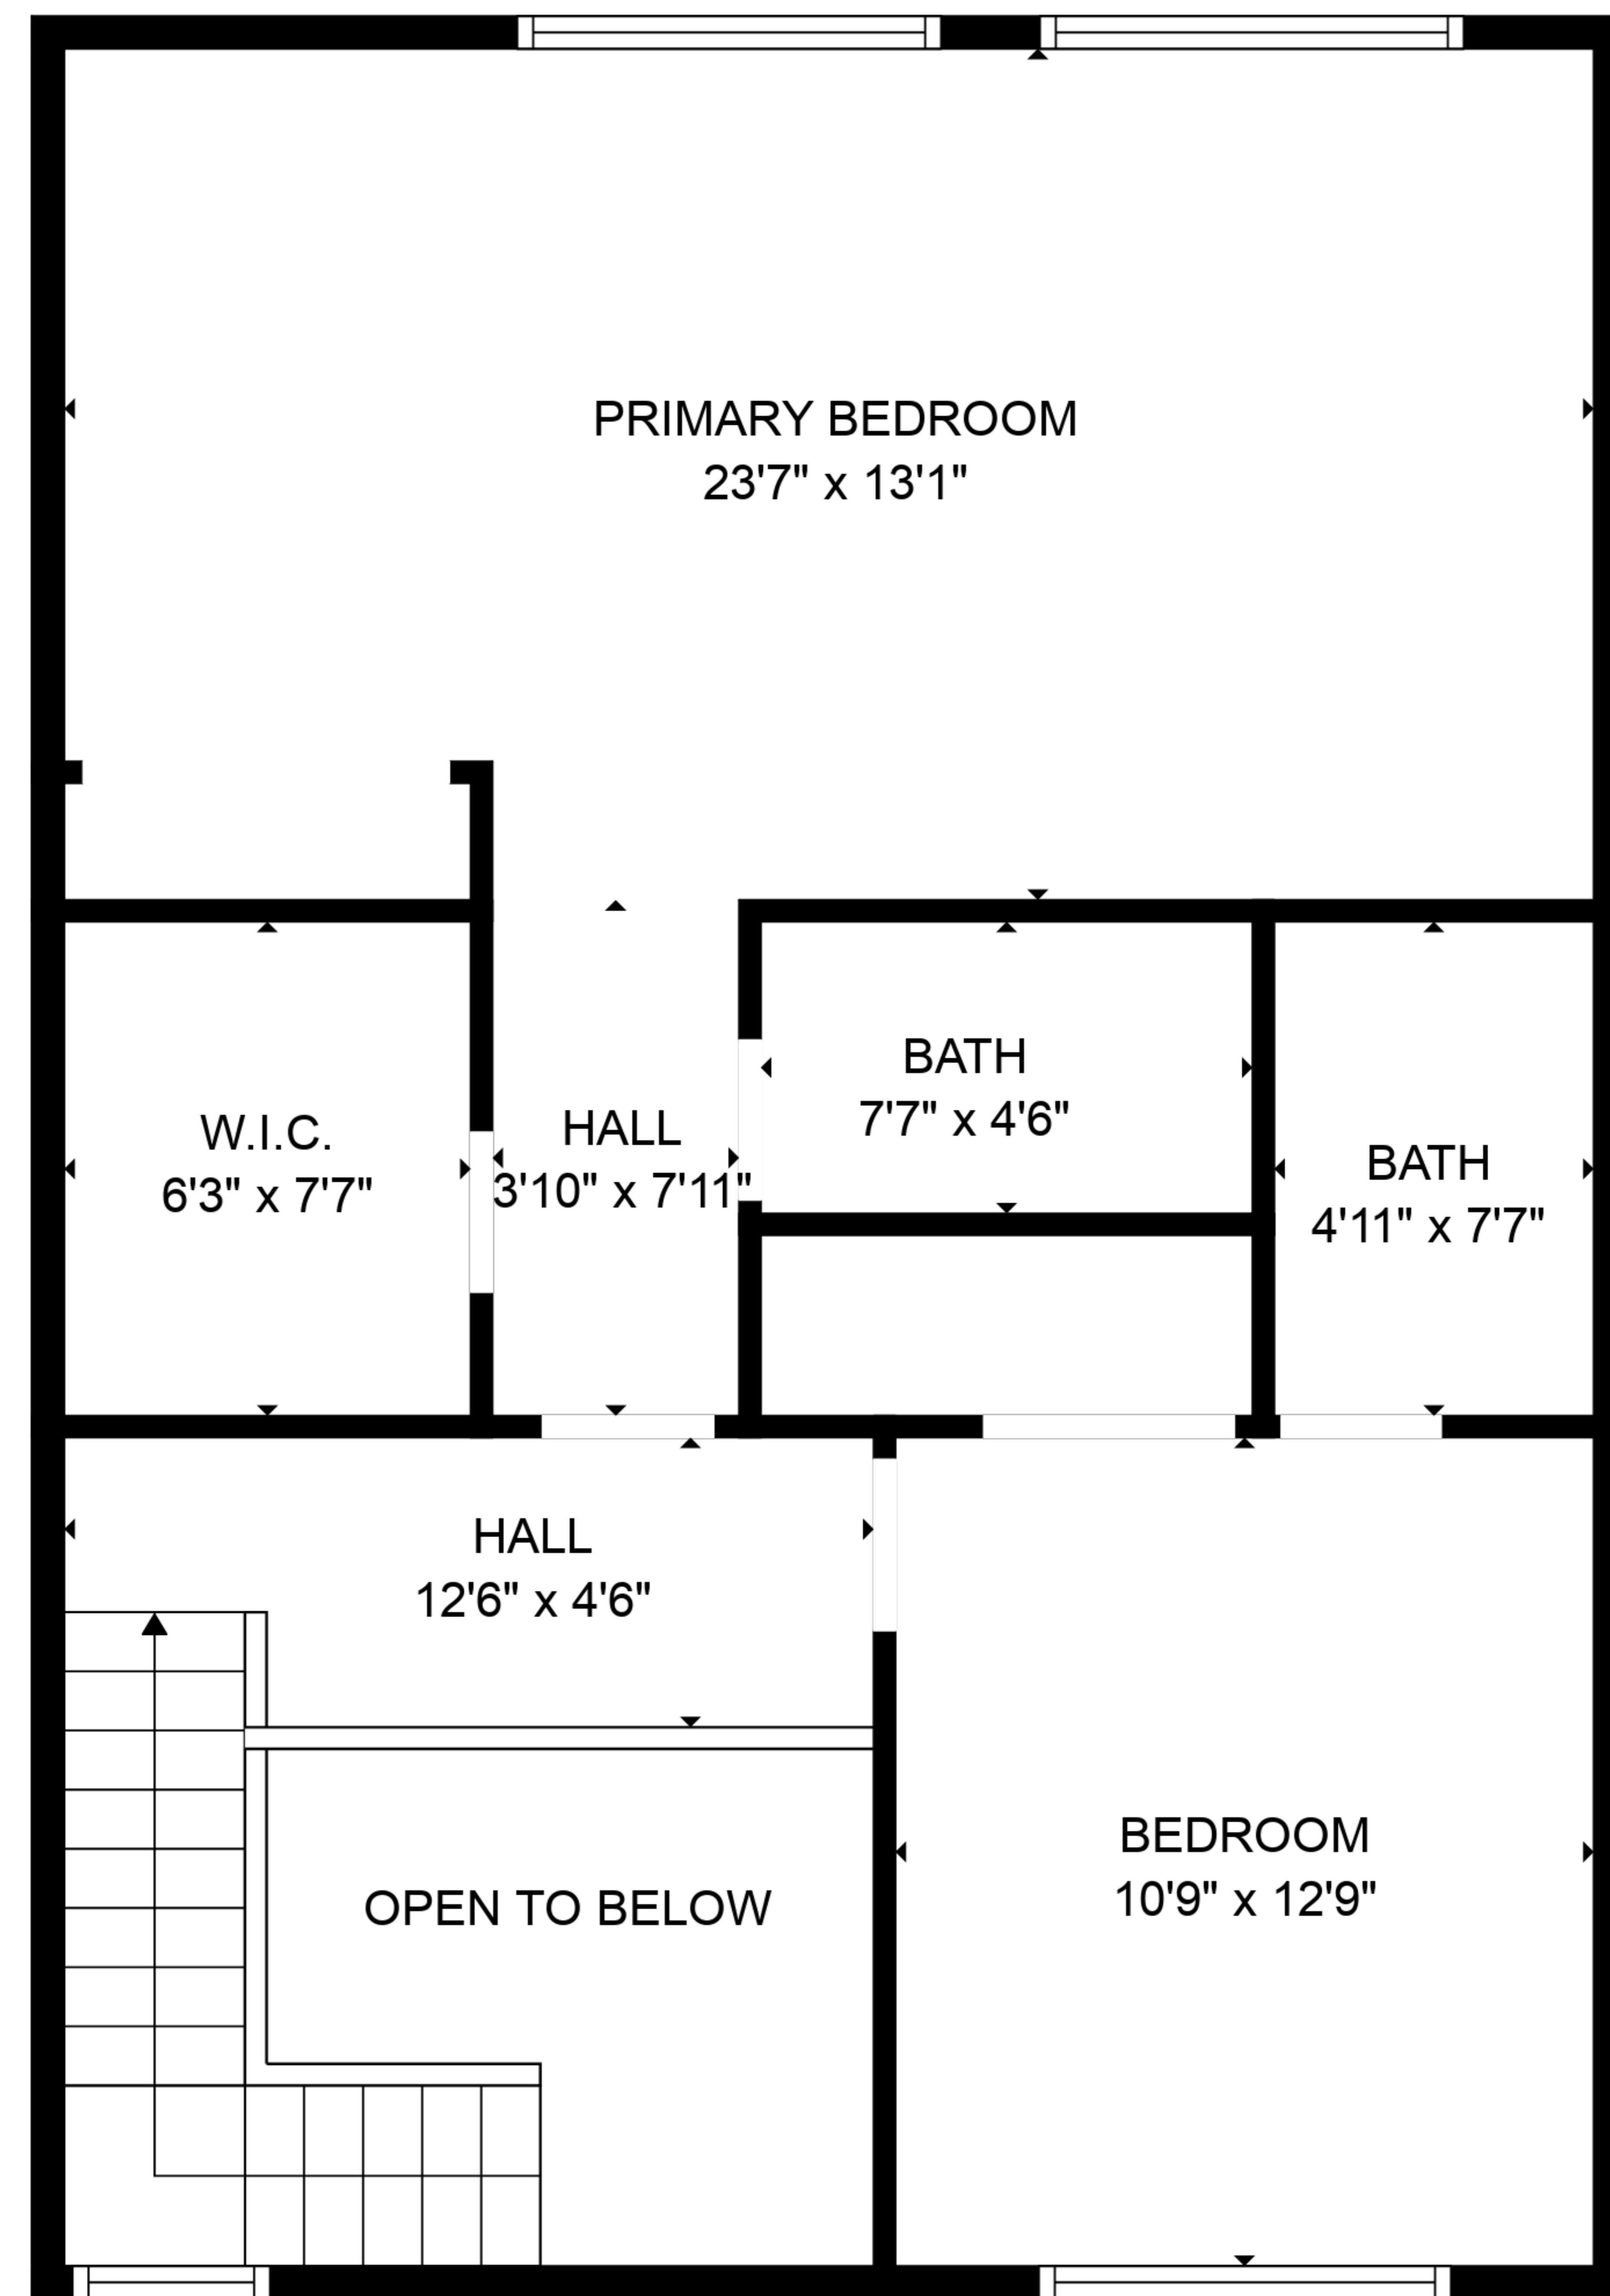 PRIMARY BEDROOM
23'7" x 13'1"
BATH
7'7" x 4'6"
W.I.C.
6'3" x 7'7"
HALL
3'10" x 7'11"
BATH
4'11" x 7'7"
HALL
12'6" x 4'6"
BEDROOM
10'9" x 12'9"
OPEN TO BELOW